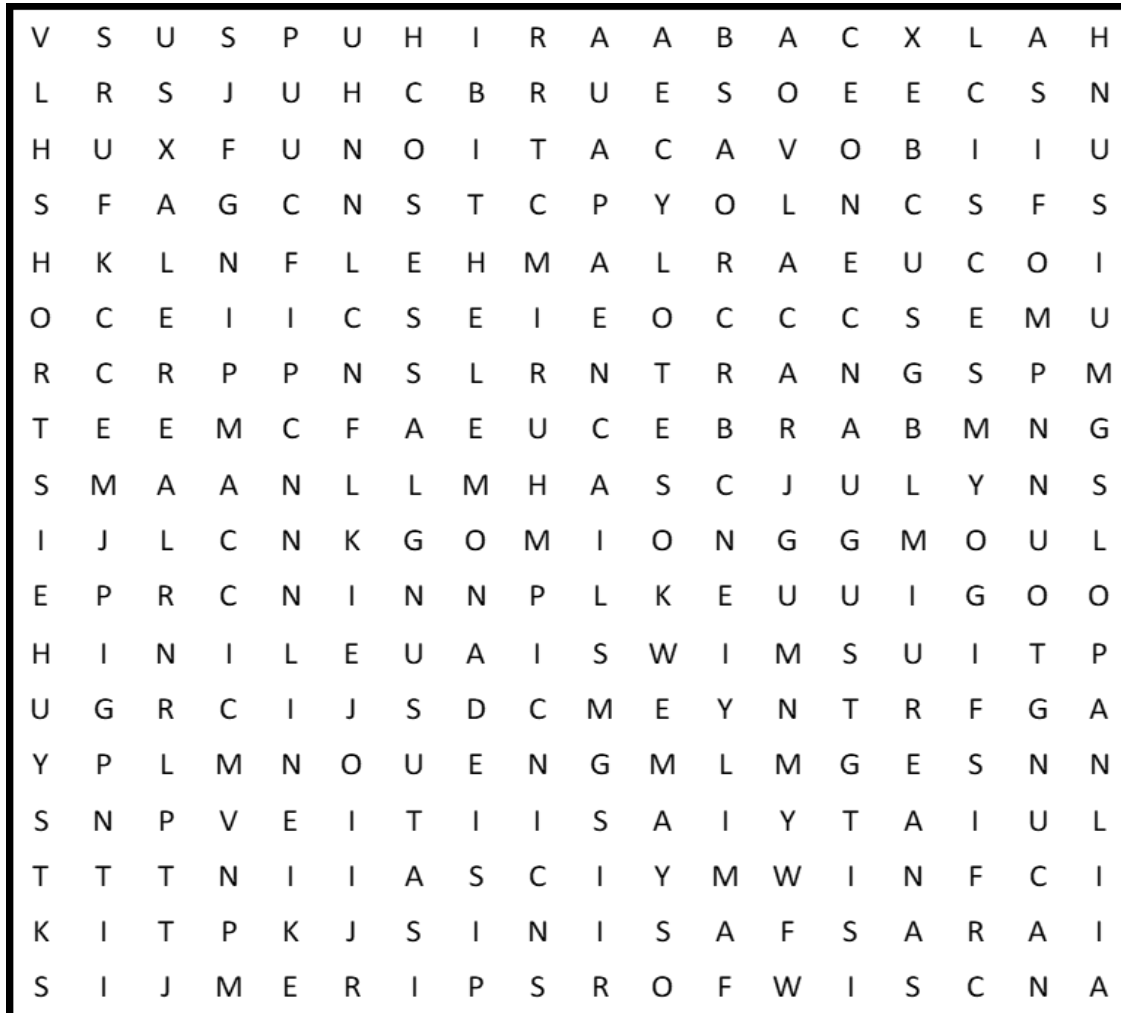 V S U S P U H I R A A B A C X L A H
L R S J U H C B R U E S O E E C S N
H U X F U N O I T A C A V O B I I U
S F A G C N S T C P Y O L N C S F S
H K L N F L E H M A L R A E U C O I
O C E I I C S E I E O C C C S E M U
R C R P P N S L R N T R A N G S P M
T E E M C F A E U C E B R A B M N G
S M A A N L L M H A S C J U L Y N S
I J L C N K G O M I O N G G M O U L
E P R C N I N N P L K E U U I G O O
H I N I L E U A I S W I M S U I T P
U G R C I J S D C M E Y N T R F G A
Y P L M N O U E N G M L M G E S N N
S N P V E I T I I S A I Y T A I U L
T T T N I I A S C I Y M W I N F C I
K I T P K J S I N I S A F S A R A I
S I J M E R I P S R O F W I S C N A